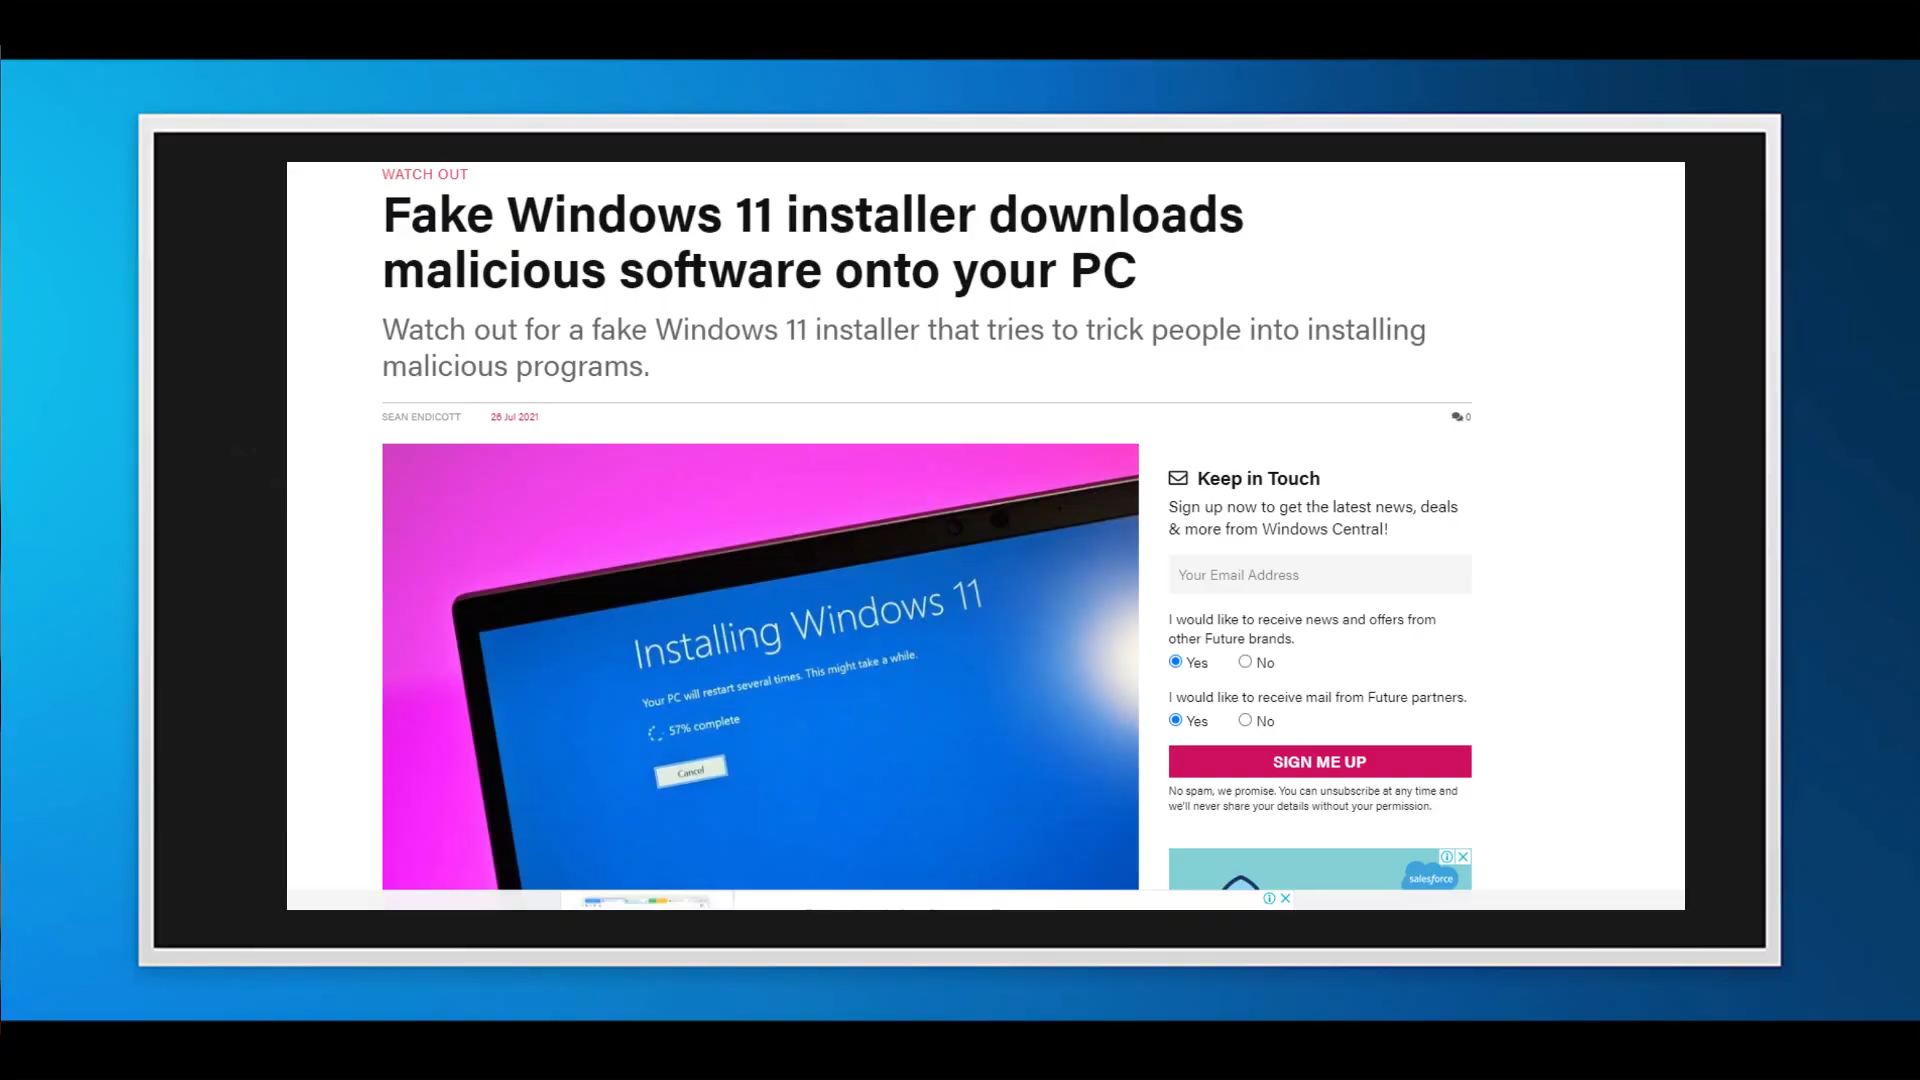 WATCH OUT
Fake Windows 11 installer downloads
malicious software onto your PC
Watch out for a fake Windows 11 installer that tries to trick people into installing
malicious programs.
SEAN ENDICOTT 26 Jul 2021 0
Installing Windows 11
Your PC will restart several times. This might take a while.
57% complete
Cancel
Keep in Touch
Sign up now to get the latest news, deals
& more from Windows Central!
Your Email Address
I would like to receive news and offers from
other Future brands.
Yes No
I would like to receive mail from Future partners.
Yes No
SIGN ME UP
No spam, we promise. You can unsubscribe at any time and
we'll never share your details without your permission.
salesforce